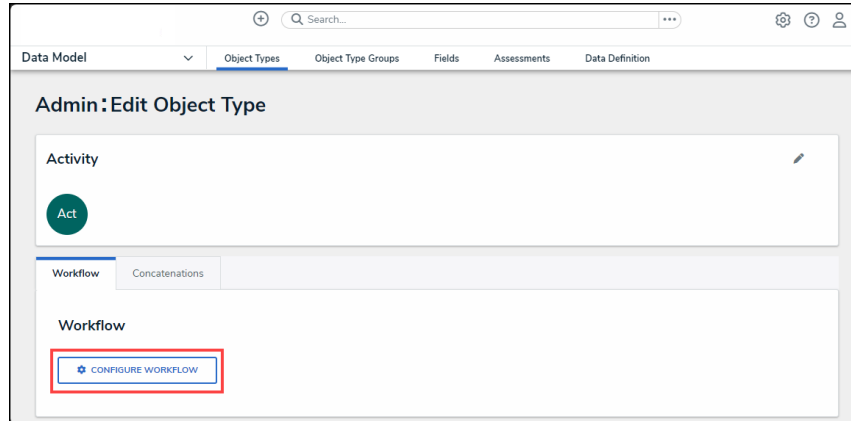 Search...
Data Model Object Types Object Type Groups Fields Assessments Data Definition
Admin:Edit Object Type
Activity
Act
Workflow Concatenations
Workflow
CONFIGURE WORKFLOW